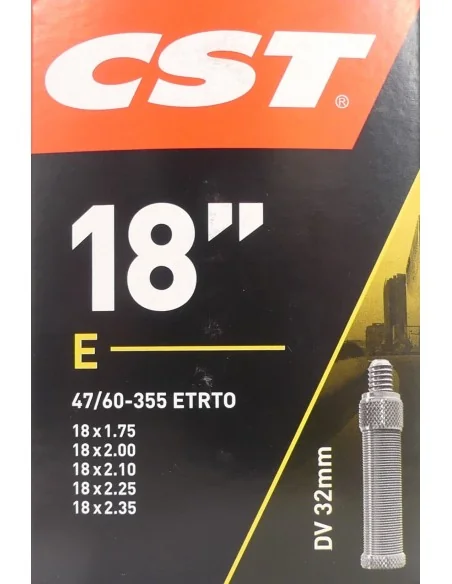 CST®
18”
E
47/60-355 ETRTO
18 x 1.75
18 x 2.00
18 x 2.10
18 x 2.25
18 x 2.35
DV 32mm